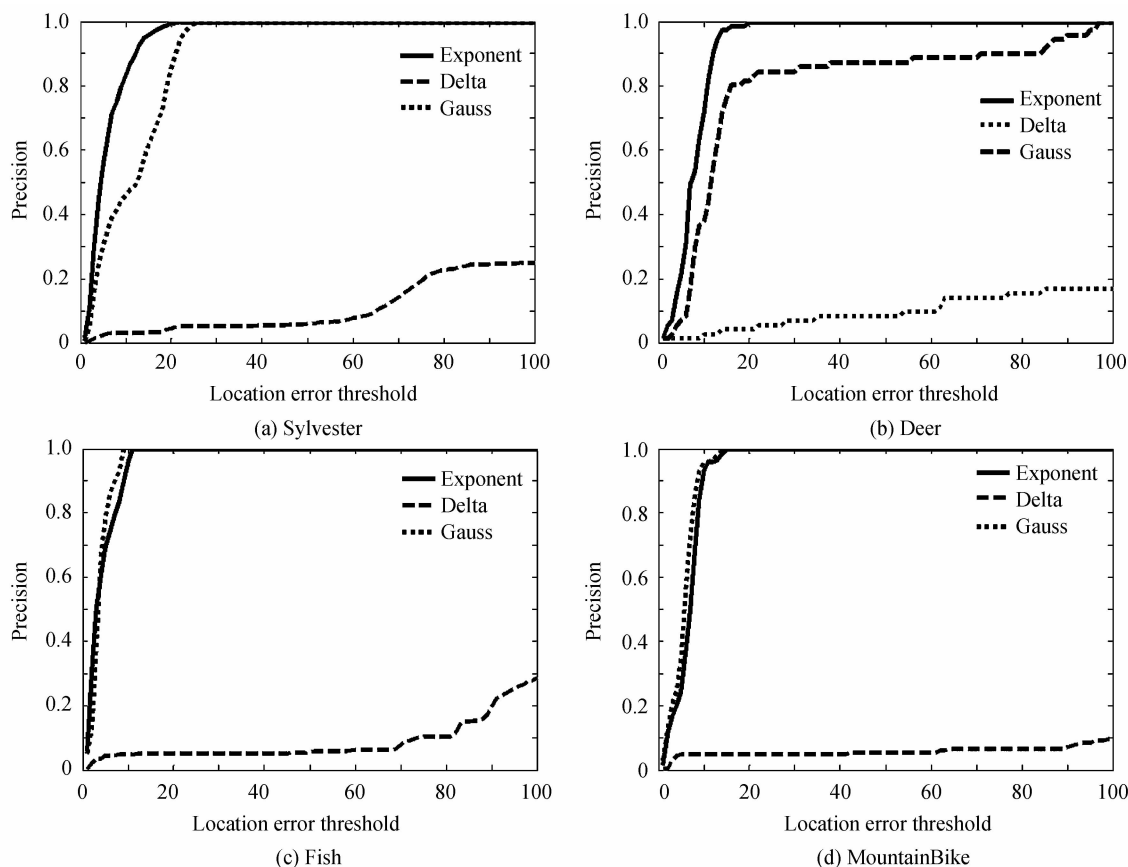 1.0
0.8
0.6
0.4
0.2
0
Precision
Exponent
Delta
Gauss
0 20 40 60 80 100
Location error threshold
(a) Sylvester
1.0
0.8
0.6
0.4
0.2
0
Precision
Exponent
Delta
Gauss
0 20 40 60 80 100
Location error threshold
(b) Deer
1.0
0.8
0.6
0.4
0.2
0
Precision
Exponent
Delta
Gauss
0 20 40 60 80 100
Location error threshold
(c) Fish
1.0
0.8
0.6
0.4
0.2
0
Precision
Exponent
Delta
Gauss
0 20 40 60 80 100
Location error threshold
(d) MountainBike